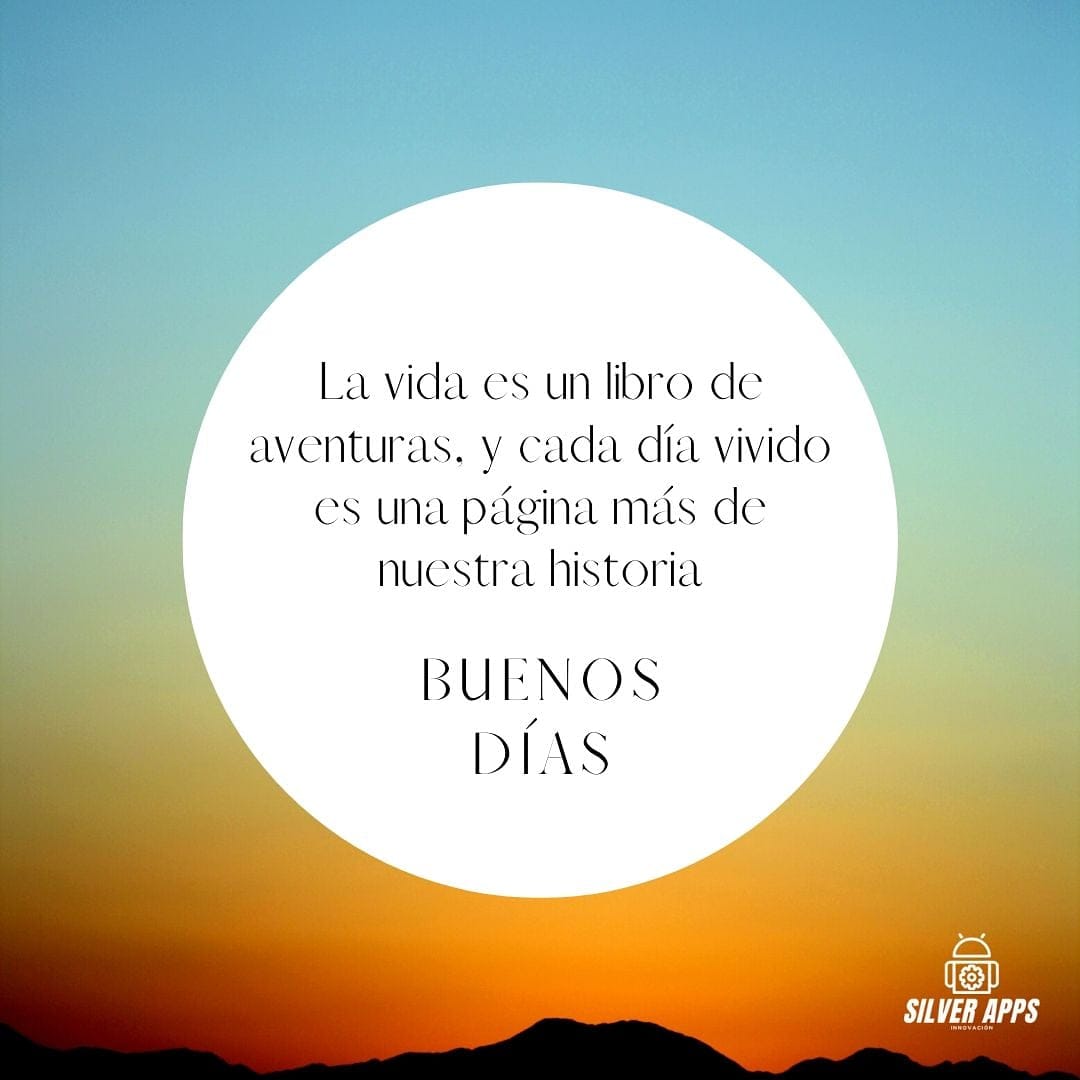 La vida es un libro de
aventuras, y cada día vivido
es una página más de
nuestra historia
BUENOS
DÍAS
SILVER APPS
INNOVACIÓN